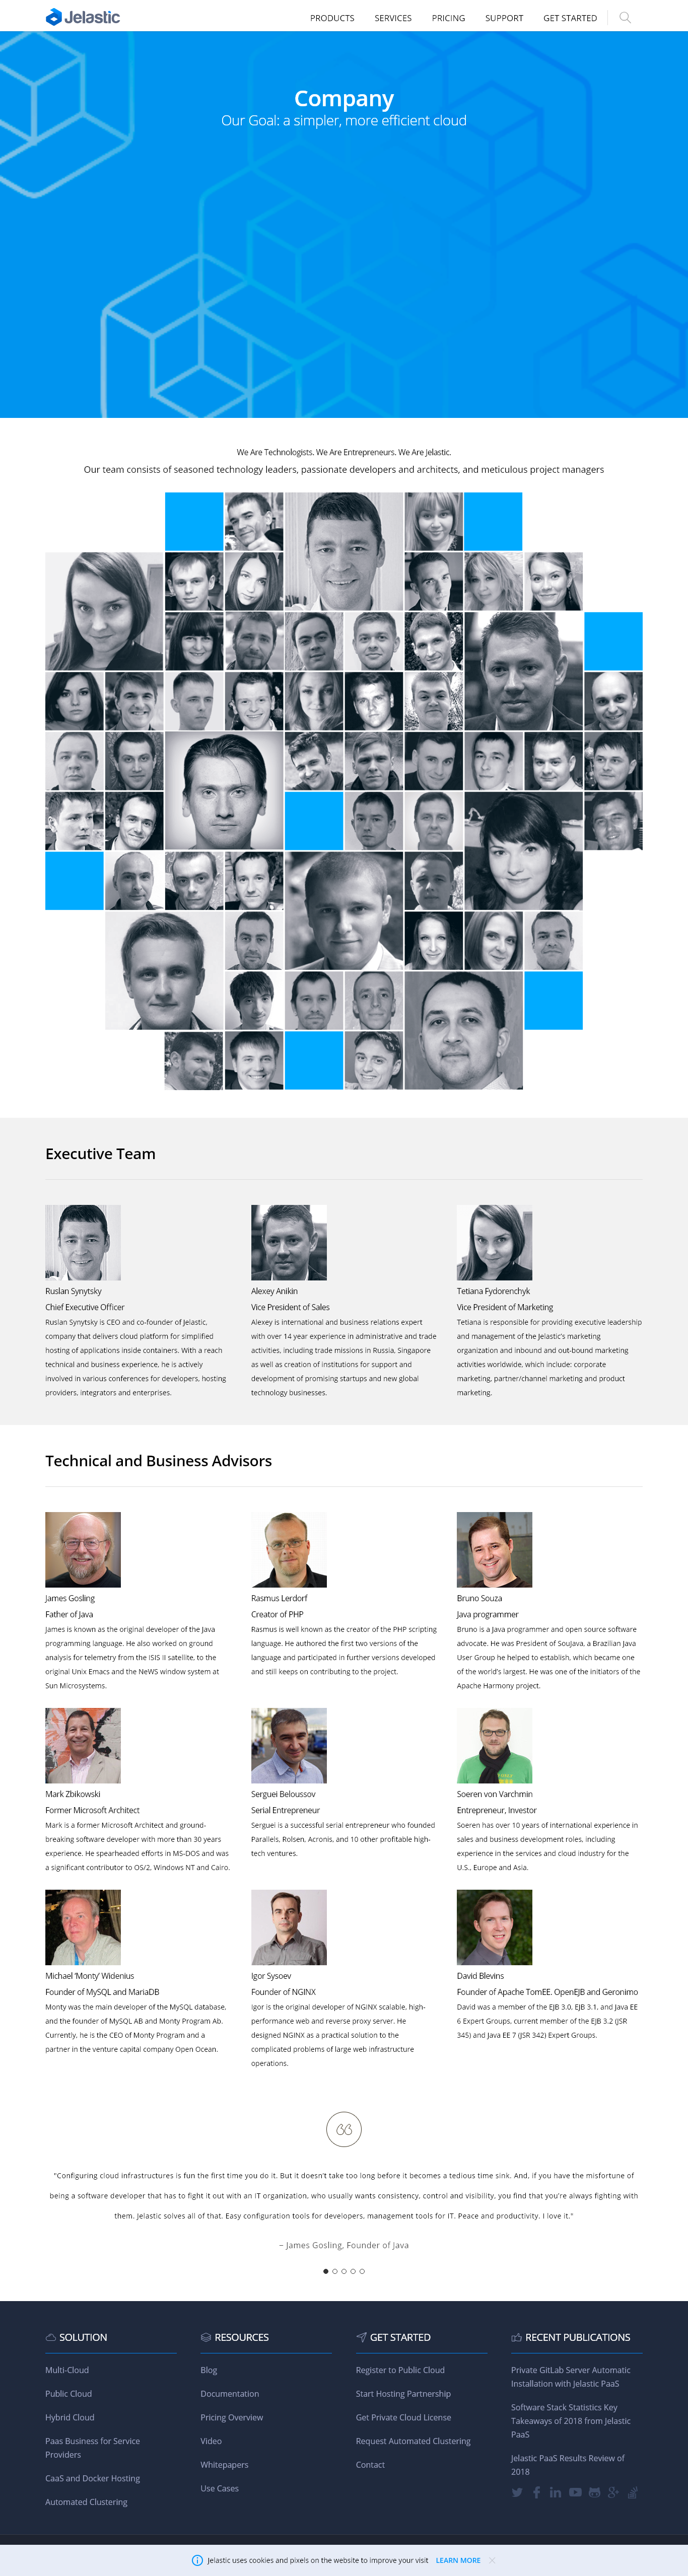 Jelastic
PRODUCTS SERVICES PRICING SUPPORT GET STARTED
Company
Our Goal: a simpler, more efficient cloud
We Are Technologists. We Are Entrepreneurs. We Are Jelastic.
Our team consists of seasoned technology leaders, passionate developers and architects, and meticulous project managers
Executive Team
Ruslan Synytsky
Chief Executive Officer
Ruslan Synytsky is CEO and co-founder of Jelastic,
company that delivers cloud platform for simplified
hosting of applications inside containers. With a reach
technical and business experience, he is actively
involved in various conferences for developers, hosting
providers, integrators and enterprises.
Alexey Anikin
Vice President of Sales
Alexey is international and business relations expert
with over 14 year experience in administrative and trade
activities, including trade missions in Russia, Singapore
as well as creation of institutions for support and
development of promising startups and new global
technology businesses.
Tetiana Fydorenchyk
Vice President of Marketing
Tetiana is responsible for providing executive leadership
and management of the Jelastic's marketing
organization and inbound and out-bound marketing
activities worldwide, which include: corporate
marketing, partner/channel marketing and product
marketing.
Technical and Business Advisors
James Gosling
Father of Java
James is known as the original developer of the Java
programming language. He also worked on ground
analysis for telemetry from the ISIS II satellite, to the
original Unix Emacs and the NeWS window system at
Sun Microsystems.
Rasmus Lerdorf
Creator of PHP
Rasmus is well known as the creator of the PHP scripting
language. He authored the first two versions of the
language and participated in further versions developed
and still keeps on contributing to the project.
Bruno Souza
Java programmer
Bruno is a Java programmer and open source software
advocate. He was President of SouJava, a Brazilian Java
User Group he helped to establish, which became one
of the world's largest. He was one of the initiators of the
Apache Harmony project.
Mark Zbikowski
Former Microsoft Architect
Mark is a former Microsoft Architect and ground-
breaking software developer with more than 30 years
experience. He spearheaded efforts in MS-DOS and was
a significant contributor to OS/2, Windows NT and Cairo.
Serguei Beloussov
Serial Entrepreneur
Serguei is a successful serial entrepreneur who founded
Parallels, Rolsen, Acronis, and 10 other profitable high-
tech ventures.
Soeren von Varchmin
Entrepreneur, Investor
Soeren has over 10 years of international experience in
sales and business development roles, including
experience in the services and cloud industry for the
U.S., Europe and Asia.
Michael 'Monty' Widenius
Founder of MySQL and MariaDB
Monty was the main developer of the MySQL database,
and the founder of MySQL AB and Monty Program Ab.
Currently, he is the CEO of Monty Program and a
partner in the venture capital company Open Ocean.
Igor Sysoev
Founder of NGINX
Igor is the original developer of NGINX scalable, high-
performance web and reverse proxy server. He
designed NGINX as a practical solution to the
complicated problems of large web infrastructure
operations.
David Blevins
Founder of Apache TomEE. OpenEJB and Geronimo
David was a member of the EJB 3.0, EJB 3.1, and Java EE
6 Expert Groups, current member of the EJB 3.2 (JSR
345) and Java EE 7 (JSR 342) Expert Groups.
"Configuring cloud infrastructures is fun the first time you do it. But it doesn't take too long before it becomes a tedious time sink. And, if you have the misfortune of
being a software developer that has to fight it out with an IT organization, who usually wants consistency, control and visibility, you find that you're always fighting with
them. Jelastic solves all of that. Easy configuration tools for developers, management tools for IT. Peace and productivity. I love it."
– James Gosling, Founder of Java
SOLUTION
Multi-Cloud
Public Cloud
Hybrid Cloud
Paas Business for Service
Providers
CaaS and Docker Hosting
Automated Clustering
RESOURCES
Blog
Documentation
Pricing Overview
Video
Whitepapers
Use Cases
GET STARTED
Register to Public Cloud
Start Hosting Partnership
Get Private Cloud License
Request Automated Clustering
Contact
RECENT PUBLICATIONS
Private GitLab Server Automatic
Installation with Jelastic PaaS
Software Stack Statistics Key
Takeaways of 2018 from Jelastic
PaaS
Jelastic PaaS Results Review of
2018
Jelastic uses cookies and pixels on the website to improve your visit LEARN MORE